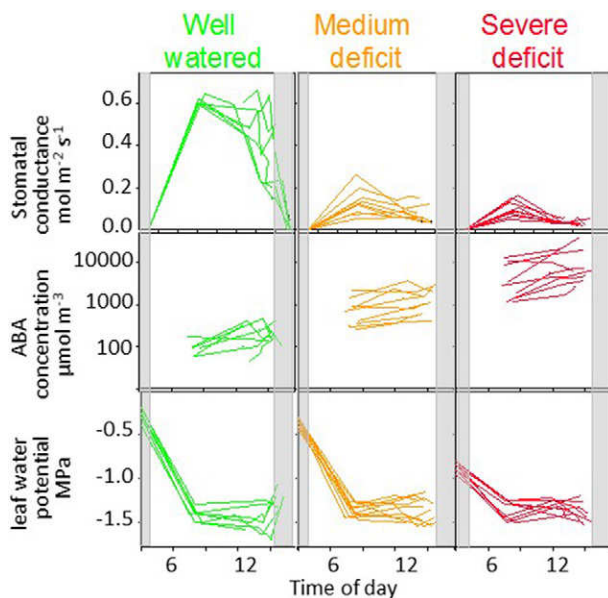 Well watered
Medium deficit
Severe deficit
Stomatal conductance mol m⁻² s⁻¹
0.6
0.4
0.2
0.0
ABA concentration µmol m⁻³
10000
1000
100
leaf water potential MPa
-0.5
-1.0
-1.5
6 12 6 12 6 12
Time of day